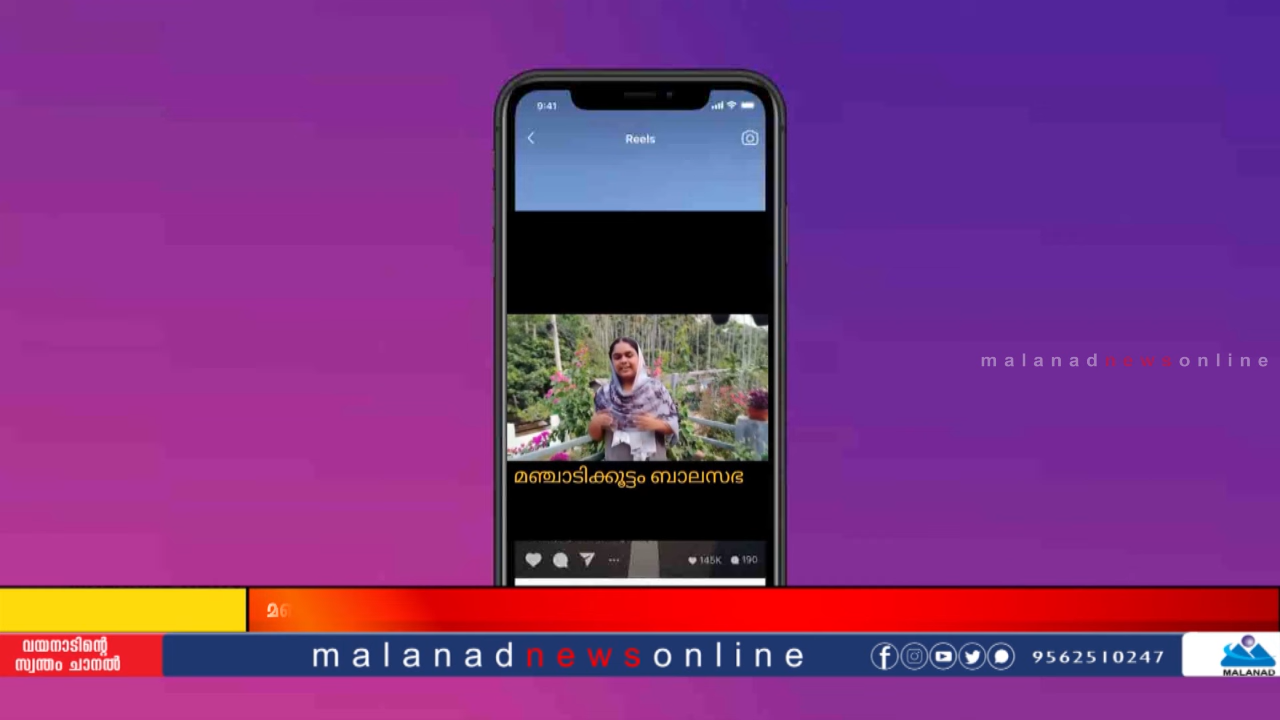 9:41
Reels
malanadnewsonline
മഞ്ചാടിക്കൂട്ടം ബാലസഭ
145K 190
വയനാടിന്റെ
സ്വന്തം ചാനൽ
malanadnewsonline
9562510247
MALANAD